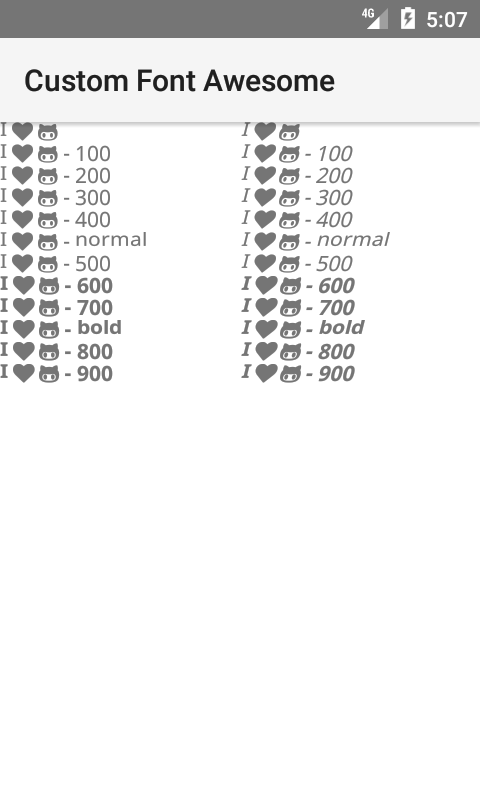 4G 5:07
Custom Font Awesome
I
I
I - 100
I - 100
I - 200
I - 200
I - 300
I - 300
I - 400
I - 400
I - normal
I - normal
I - 500
I - 500
I - 600
I - 600
I - 700
I - 700
I - bold
I - bold
I - 800
I - 800
I - 900
I - 900